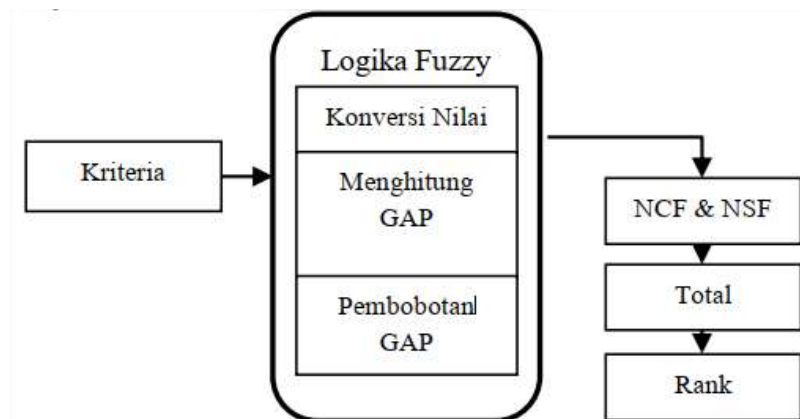 Logika Fuzzy
Konversi Nilai
Kriteria
Menghitung
GAP
NCF & NSF
Pembobotan
GAP
Total
Rank